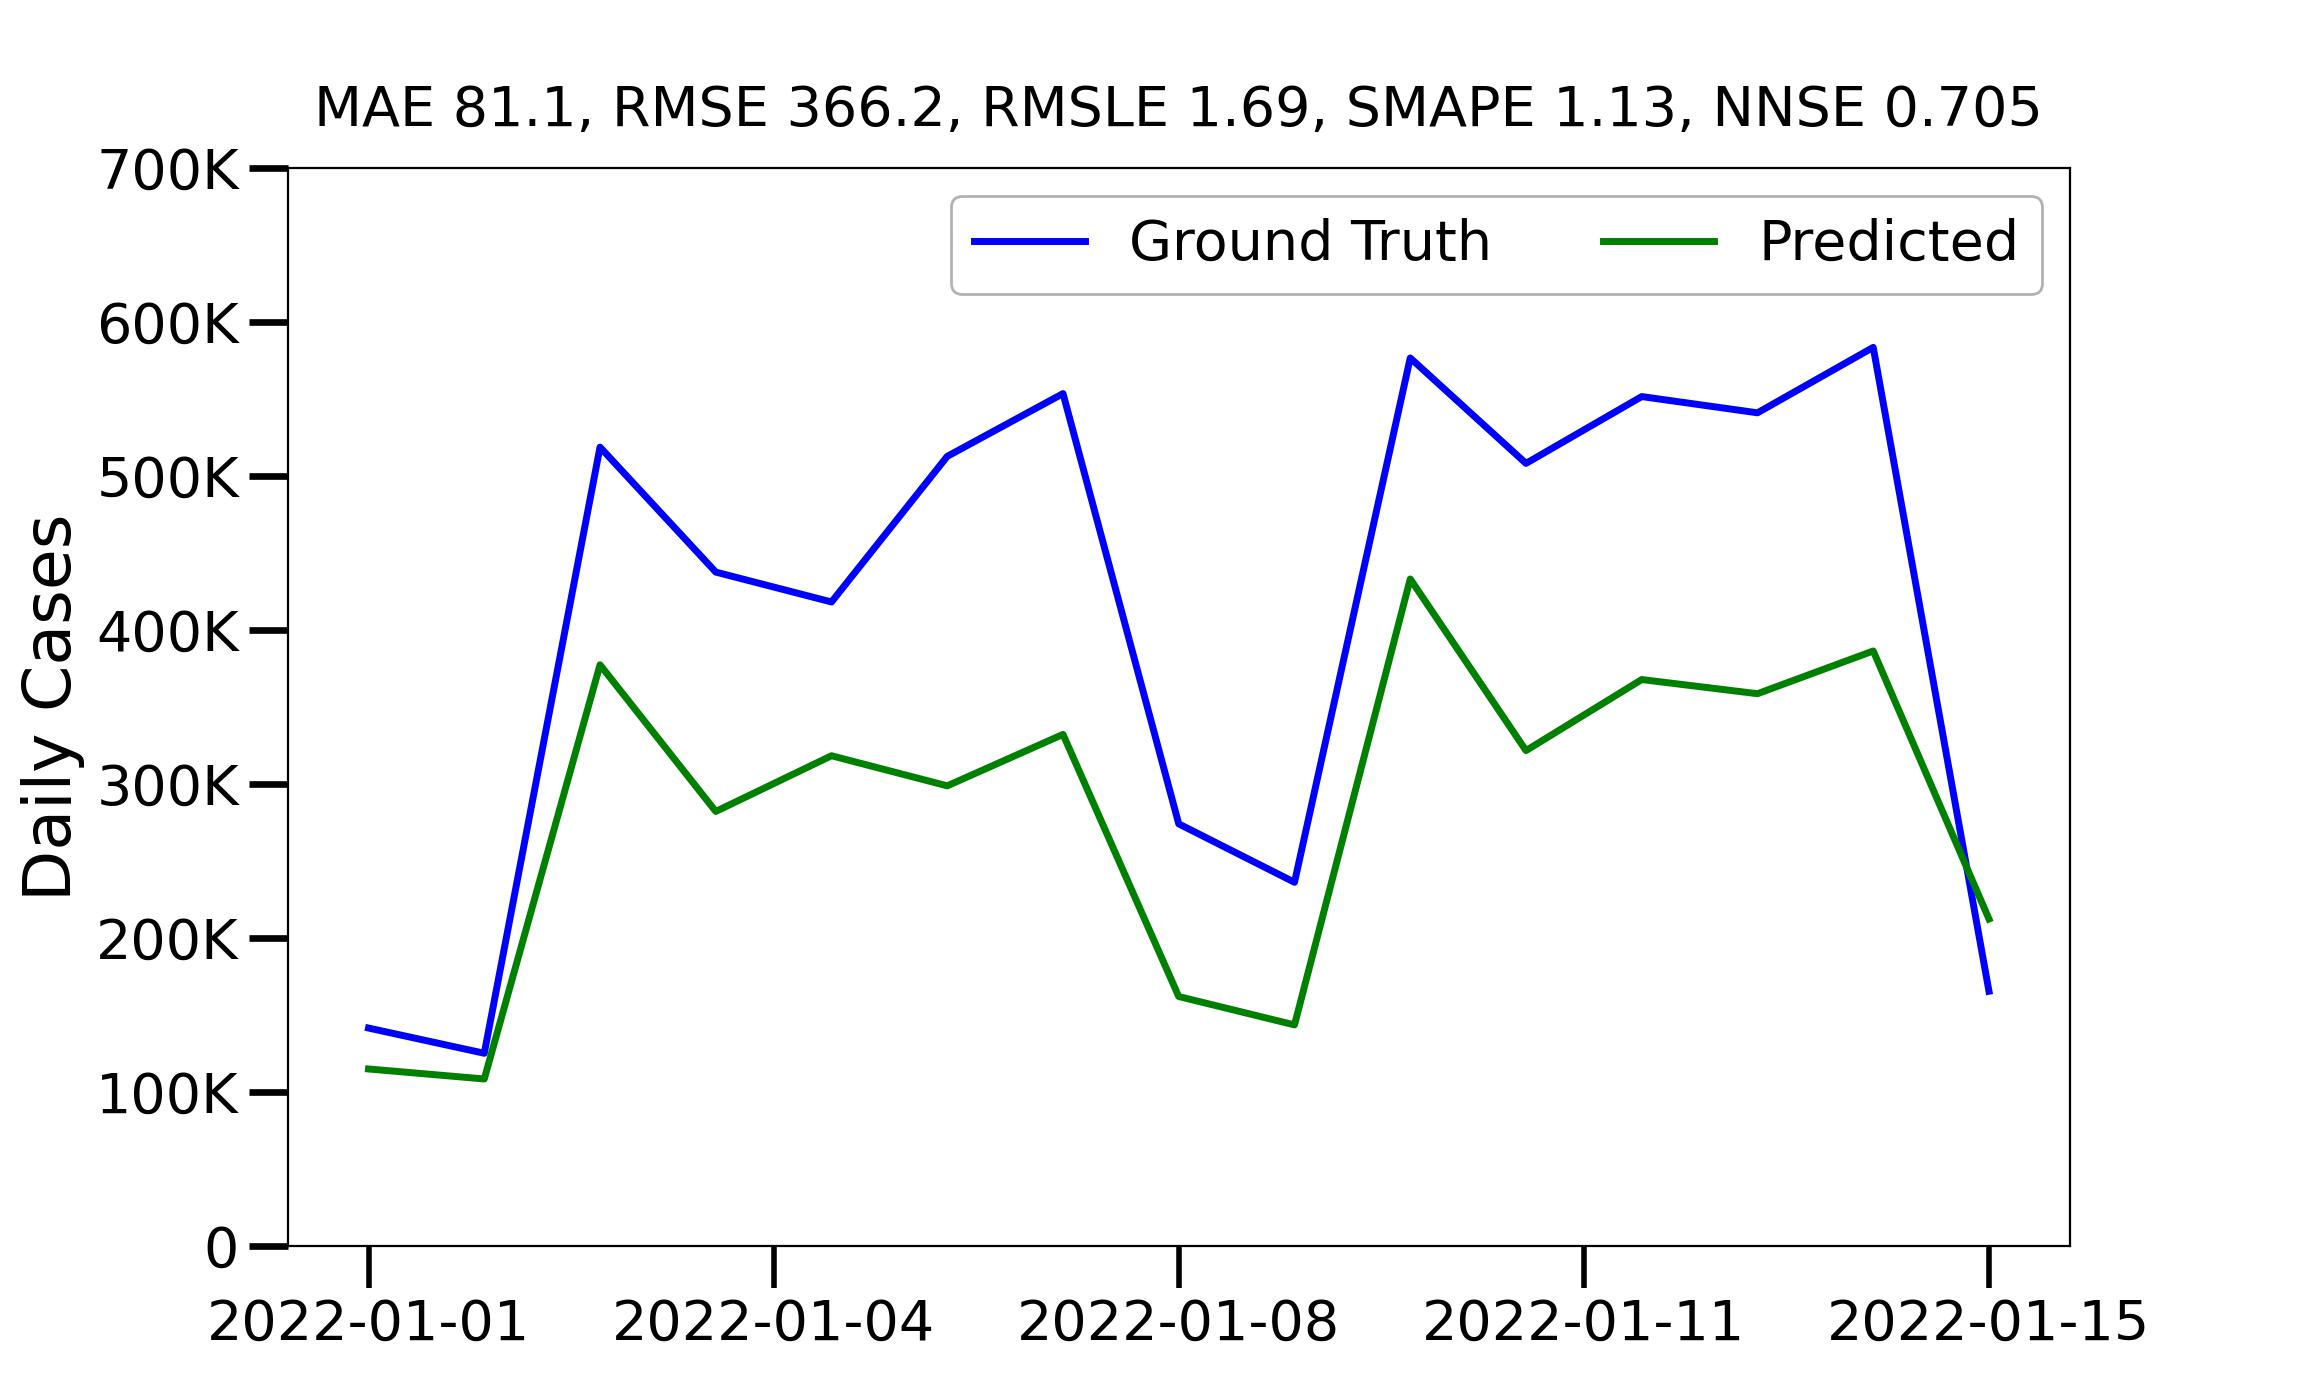 MAE 81.1, RMSE 366.2, RMSLE 1.69, SMAPE 1.13, NNSE 0.705
700K
Ground Truth
Predicted
600K
500K
400K
300K
200K
100K
0
Daily Cases
2022-01-01
2022-01-04
2022-01-08
2022-01-11
2022-01-15